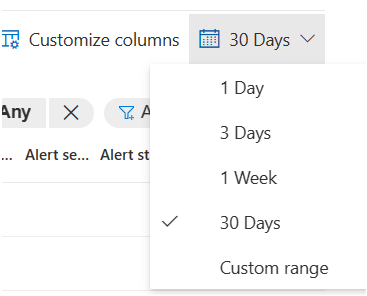 Customize columns 30 Days
1 Day
Any A
3 Days
... Alert se... Alert st
1 Week
30 Days
Custom range